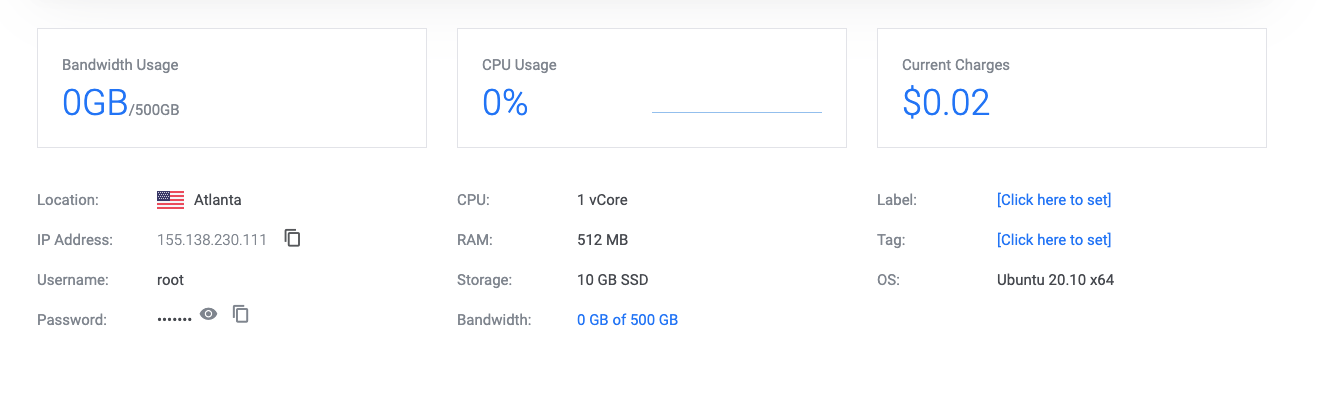 Bandwidth Usage
0GB/500GB
CPU Usage
0%
Current Charges
$0.02
Location: Atlanta
IP Address: 155.138.230.111
Username: root
Password: •••••••
CPU: 1 vCore
RAM: 512 MB
Storage: 10 GB SSD
Bandwidth: 0 GB of 500 GB
Label: [Click here to set]
Tag: [Click here to set]
OS: Ubuntu 20.10 x64